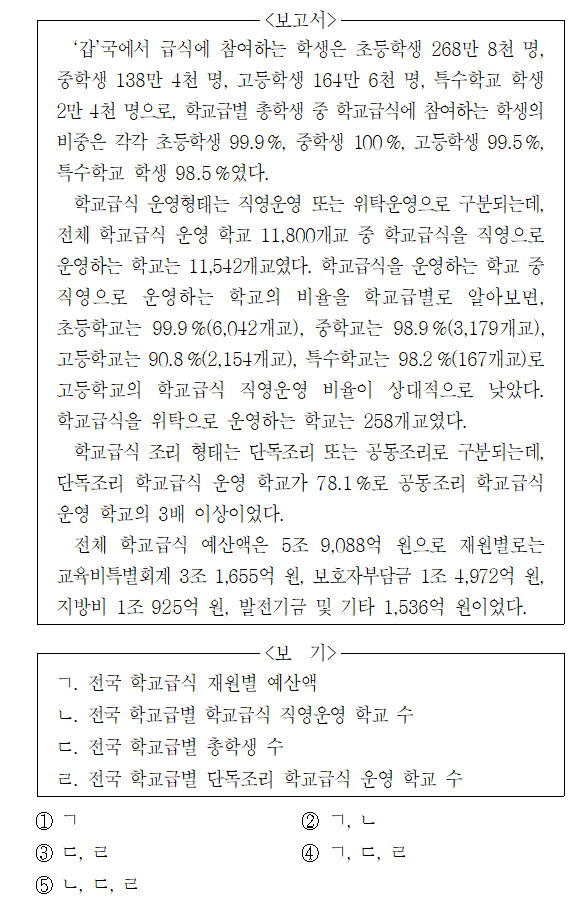 <보고서>
‘갑’국에서 급식에 참여하는 학생은 초등학생 268만 8천 명,
중학생 138만 4천 명, 고등학생 164만 6천 명, 특수학교 학생
2만 4천 명으로, 학교급별 총학생 중 학교급식에 참여하는 학생의
비중은 각각 초등학생 99.9%, 중학생 100%, 고등학생 99.5%,
특수학교 학생 98.5%였다.
학교급식 운영형태는 직영운영 또는 위탁운영으로 구분되는데,
전체 학교급식 운영 학교 11,800개교 중 학교급식을 직영으로
운영하는 학교는 11,542개교였다. 학교급식을 운영하는 학교 중
직영으로 운영하는 학교의 비율을 학교급별로 알아보면,
초등학교는 99.9%(6,042개교), 중학교는 98.9%(3,179개교),
고등학교는 90.8%(2,154개교), 특수학교는 98.2%(167개교)로
고등학교의 학교급식 직영운영 비율이 상대적으로 낮았다.
학교급식을 위탁으로 운영하는 학교는 258개교였다.
학교급식 조리 형태는 단독조리 또는 공동조리로 구분되는데,
단독조리 학교급식 운영 학교가 78.1%로 공동조리 학교급식
운영 학교의 3배 이상이었다.
전체 학교급식 예산액은 5조 9,088억 원으로 재원별로는
교육비특별회계 3조 1,655억 원, 보호자부담금 1조 4,972억 원,
지방비 1조 925억 원, 발전기금 및 기타 1,536억 원이었다.
<보 기>
ㄱ. 전국 학교급식 재원별 예산액
ㄴ. 전국 학교급별 학교급식 직영운영 학교 수
ㄷ. 전국 학교급별 총학생 수
ㄹ. 전국 학교급별 단독조리 학교급식 운영 학교 수
① ㄱ ② ㄱ, ㄴ
③ ㄷ, ㄹ ④ ㄱ, ㄷ, ㄹ
⑤ ㄴ, ㄷ, ㄹ